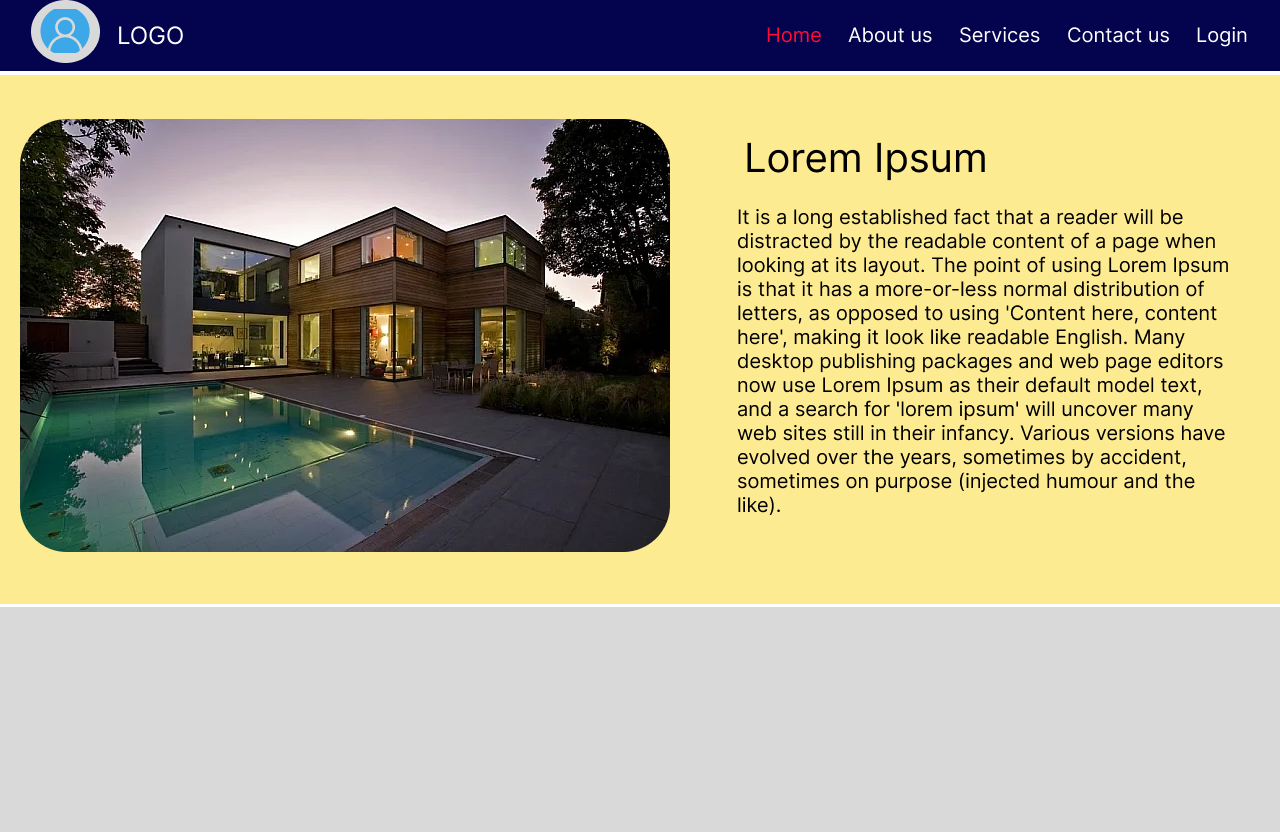 LOGO
Home About us Services Contact us Login
Lorem Ipsum
It is a long established fact that a reader will be
distracted by the readable content of a page when
looking at its layout. The point of using Lorem Ipsum
is that it has a more-or-less normal distribution of
letters, as opposed to using 'Content here, content
here', making it look like readable English. Many
desktop publishing packages and web page editors
now use Lorem Ipsum as their default model text,
and a search for 'lorem ipsum' will uncover many
web sites still in their infancy. Various versions have
evolved over the years, sometimes by accident,
sometimes on purpose (injected humour and the
like).